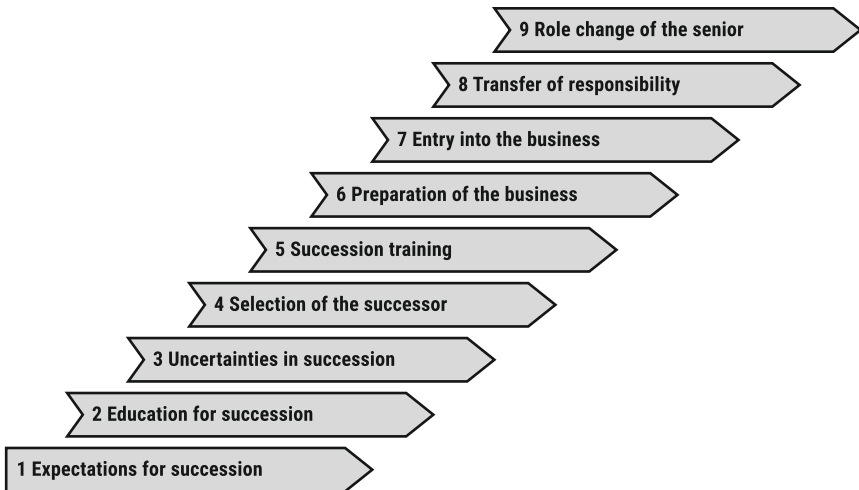 9 Role change of the senior
8 Transfer of responsibility
7 Entry into the business
6 Preparation of the business
5 Succession training
4 Selection of the successor
3 Uncertainties in succession
2 Education for succession
1 Expectations for succession